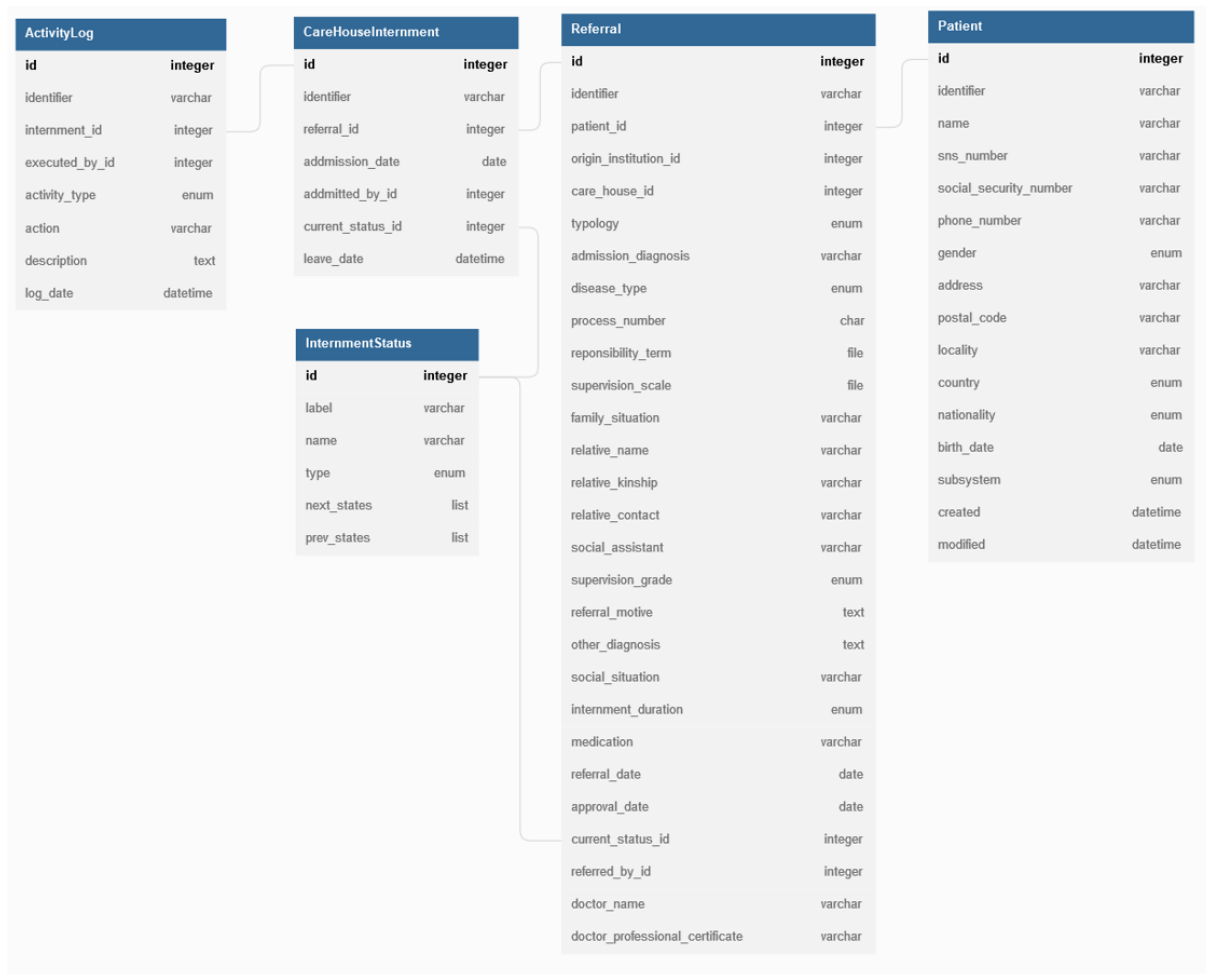 ActivityLog
id integer
identifier varchar
internment_id integer
executed_by_id integer
activity_type enum
action varchar
description text
log_date datetime
CareHouseInternment
id integer
identifier varchar
referral_id integer
addmission_date date
addmitted_by_id integer
current_status_id integer
leave_date datetime
InternmentStatus
id integer
label varchar
name varchar
type enum
next_states list
prev_states list
Referral
id integer
identifier varchar
patient_id integer
origin_institution_id integer
care_house_id integer
typology enum
admission_diagnosis varchar
disease_type enum
process_number char
reponsibility_term file
supervision_scale file
family_situation varchar
relative_name varchar
relative_kinship varchar
relative_contact varchar
social_assistant varchar
supervision_grade enum
referral_motive text
other_diagnosis text
social_situation varchar
internment_duration enum
medication varchar
referral_date date
approval_date date
current_status_id integer
referred_by_id integer
doctor_name varchar
doctor_professional_certificate varchar
Patient
id integer
identifier varchar
name varchar
sns_number varchar
social_security_number varchar
phone_number varchar
gender enum
address varchar
postal_code varchar
locality varchar
country enum
nationality enum
birth_date date
subsystem enum
created datetime
modified datetime